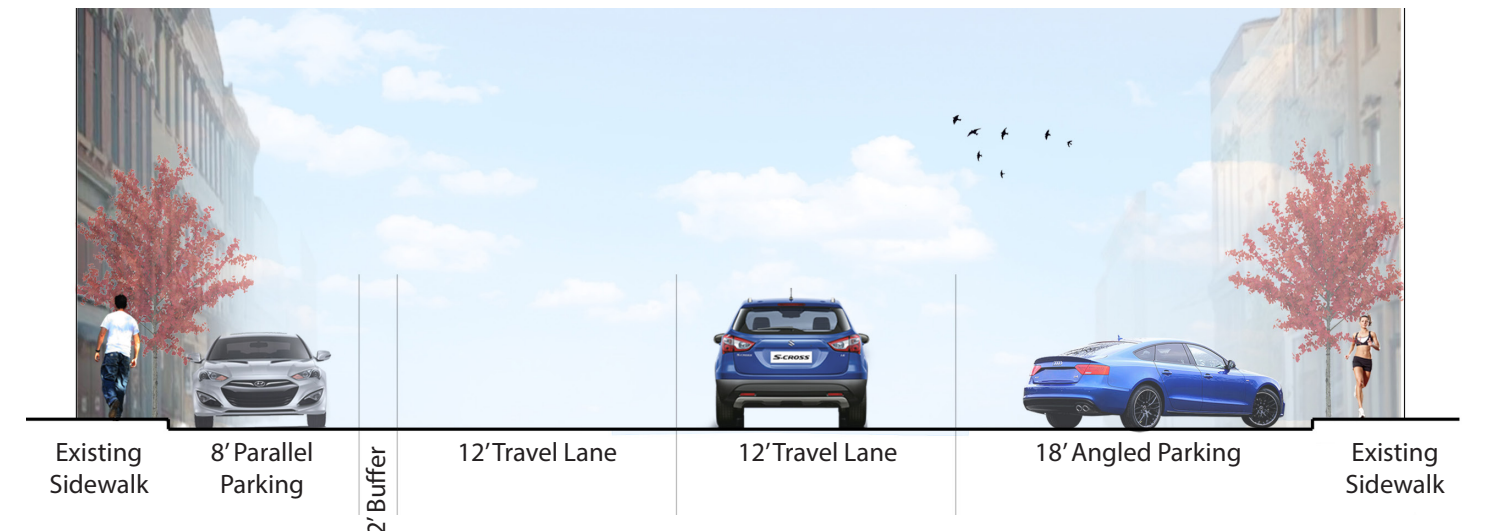 S-CROSS
Existing
Sidewalk
8' Parallel
Parking
2' Buffer
12' Travel Lane
12' Travel Lane
18' Angled Parking
Existing
Sidewalk